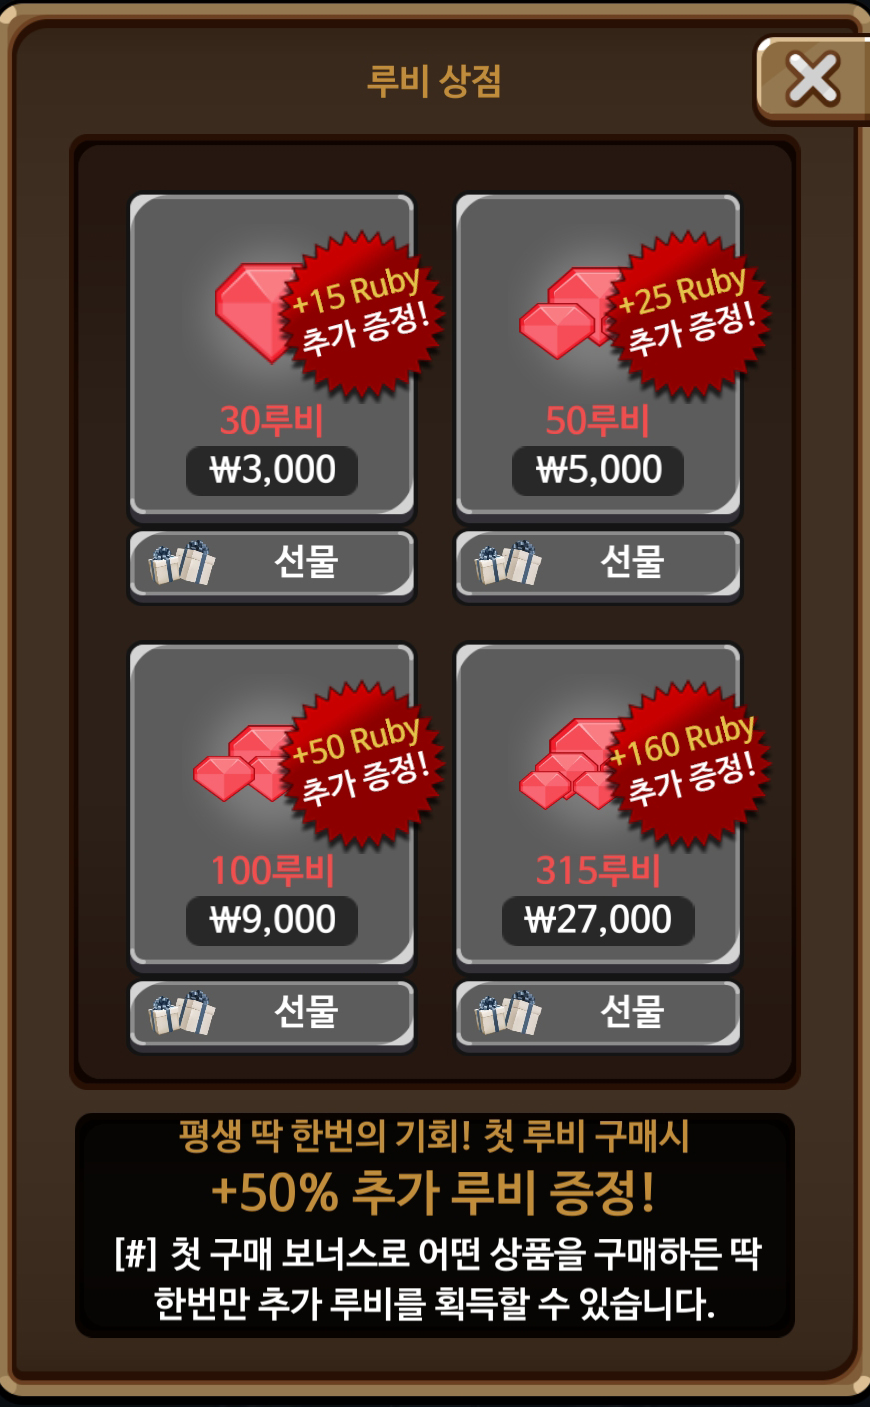 루비 상점
+15 Ruby
추가 증정!
30루비
₩3,000
선물
+25 Ruby
추가 증정!
50루비
₩5,000
선물
+50 Ruby
추가 증정!
100루비
₩9,000
선물
+160 Ruby
추가 증정!
315루비
₩27,000
선물
평생 딱 한번의 기회! 첫 루비 구매시
+50% 추가 루비 증정!
[#] 첫 구매 보너스로 어떤 상품을 구매하든 딱
한번만 추가 루비를 획득할 수 있습니다.